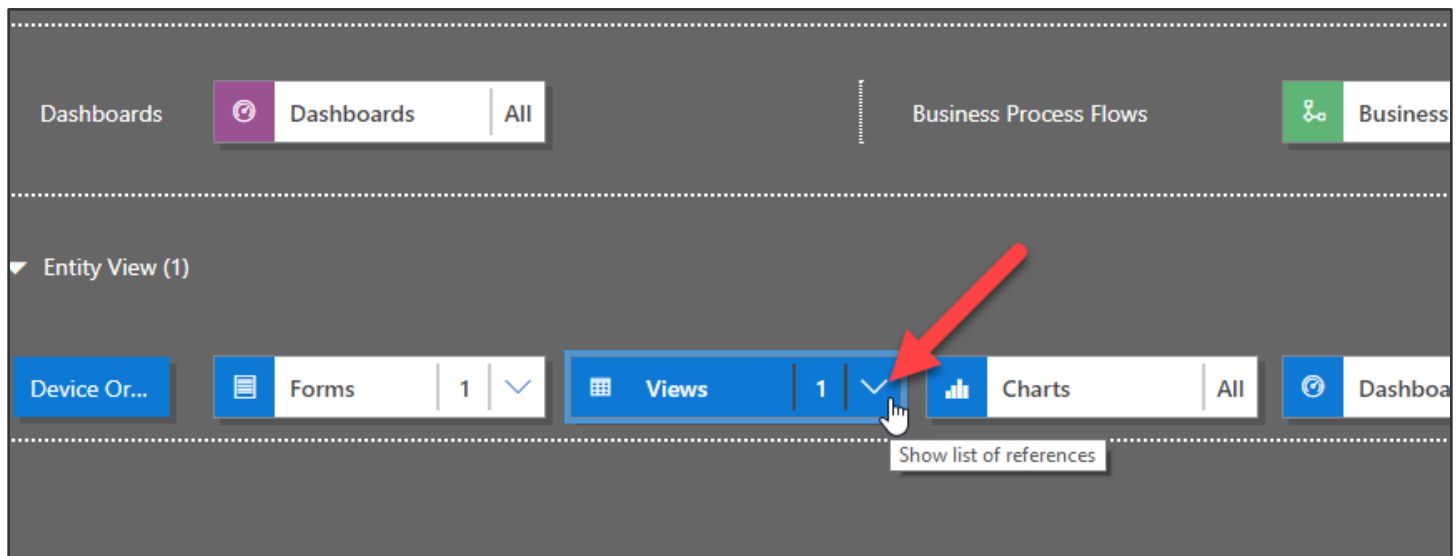 Dashboards
Dashboards
All
Business Process Flows
Business
Entity View (1)
Device Or...
Forms
1
Views
1
Charts
All
Dashboa
Show list of references